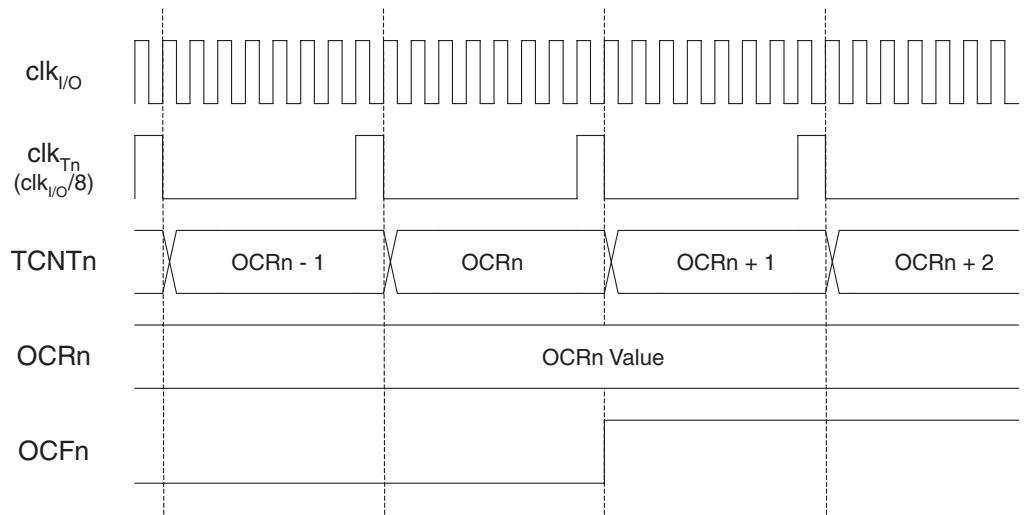 clkI/O
clkTn
(clkI/O/8)
TCNTn
OCRn - 1
OCRn
OCRn + 1
OCRn + 2
OCRn
OCRn Value
OCFn